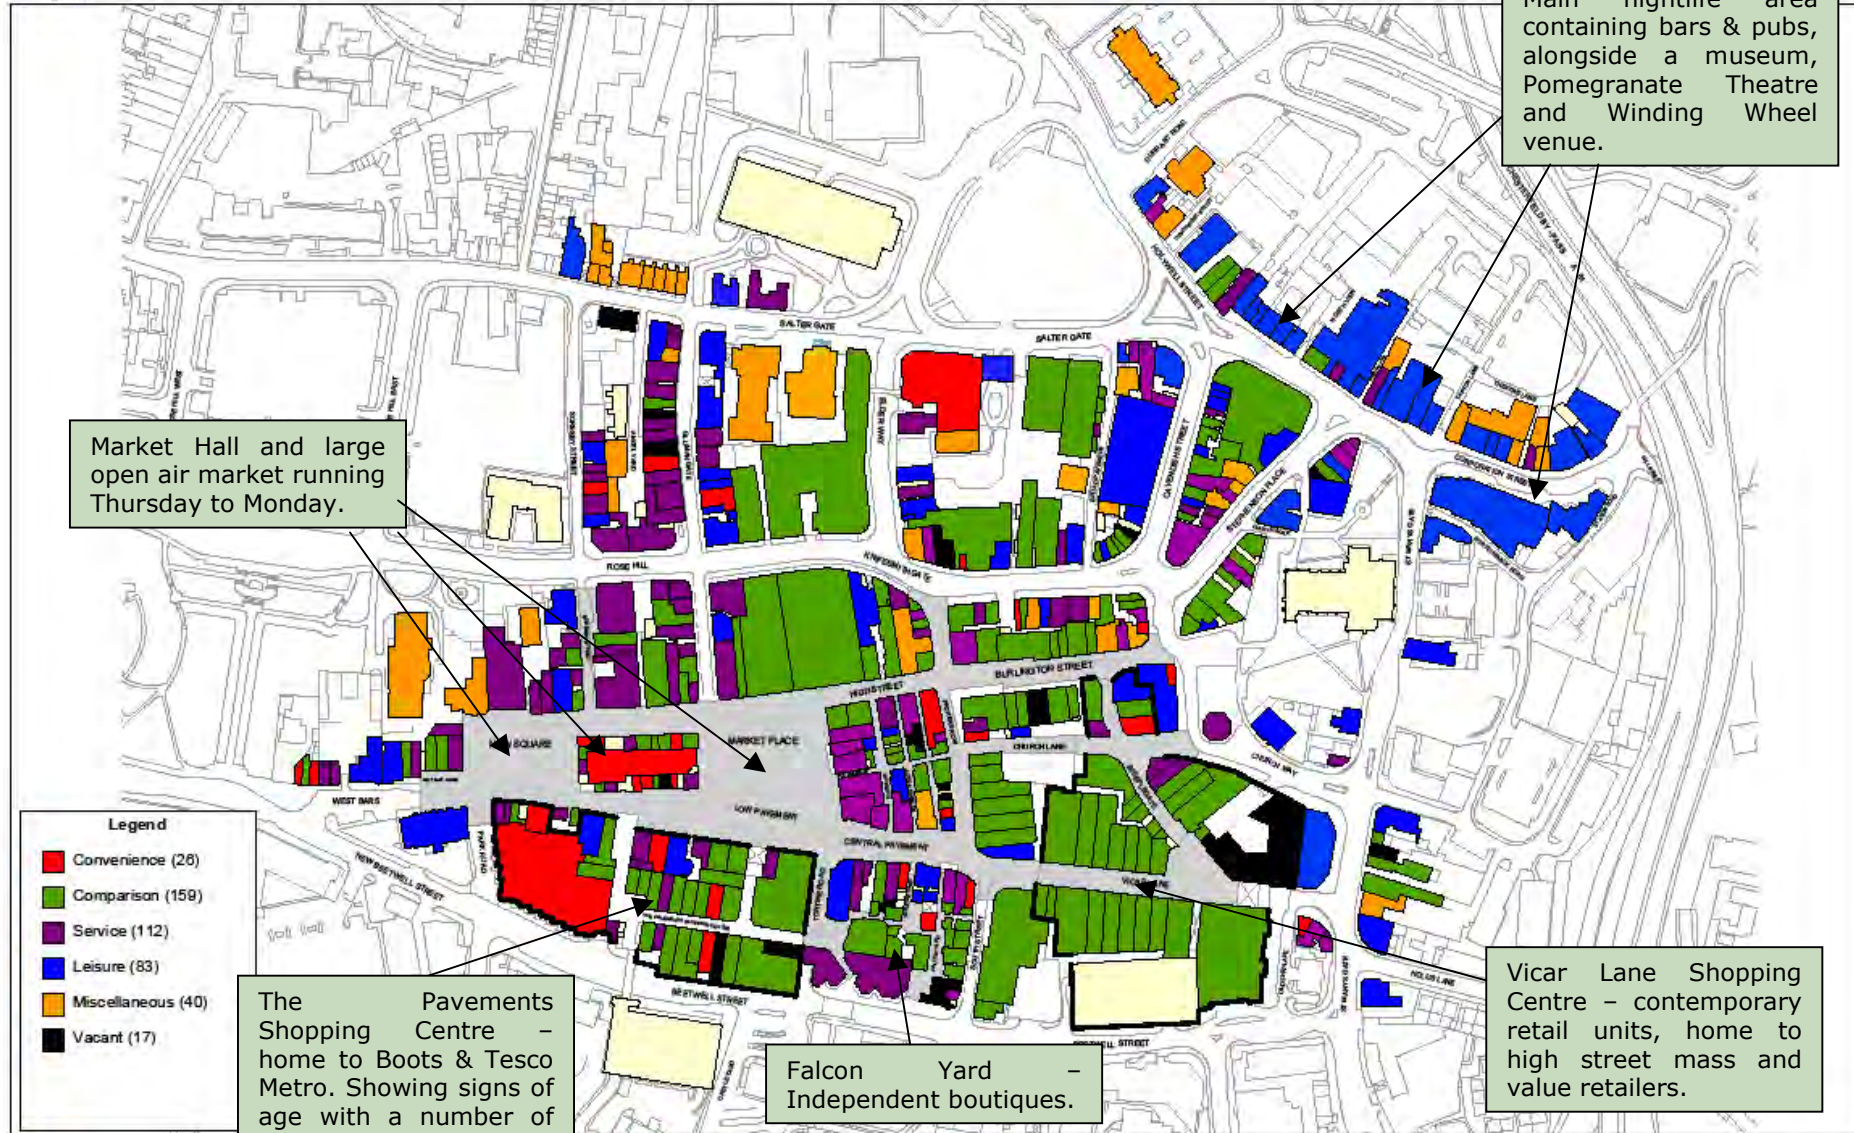 Main nightlife area
containing bars & pubs,
alongside a museum,
Pomegranate Theatre
and Winding Wheel
venue.
DURRANT ROAD
HOLYWELL STREET
SALTER GATE
SALTER GATE
ELDER WAY
CAVENDISH STREET
STEPHENSON PLACE
CORPORATION STREET
Market Hall and large
open air market running
Thursday to Monday.
ROSE HILL
KNIFESMITHGATE
BURLINGTON STREET
HIGH STREET
MARKET PLACE
CHURCH LANE
CHURCH WAY
WEST BARS
LOW PAVEMENT
CENTRAL PAVEMENT
VICAR LANE
NEW BEETWELL STREET
BEETWELL STREET
HOLLIS LANE
Legend
Convenience (26)
Comparison (159)
Service (112)
Leisure (83)
Miscellaneous (40)
Vacant (17)
The Pavements
Shopping Centre –
home to Boots & Tesco
Metro. Showing signs of
age with a number of
Falcon Yard –
Independent boutiques.
Vicar Lane Shopping
Centre – contemporary
retail units, home to
high street mass and
value retailers.